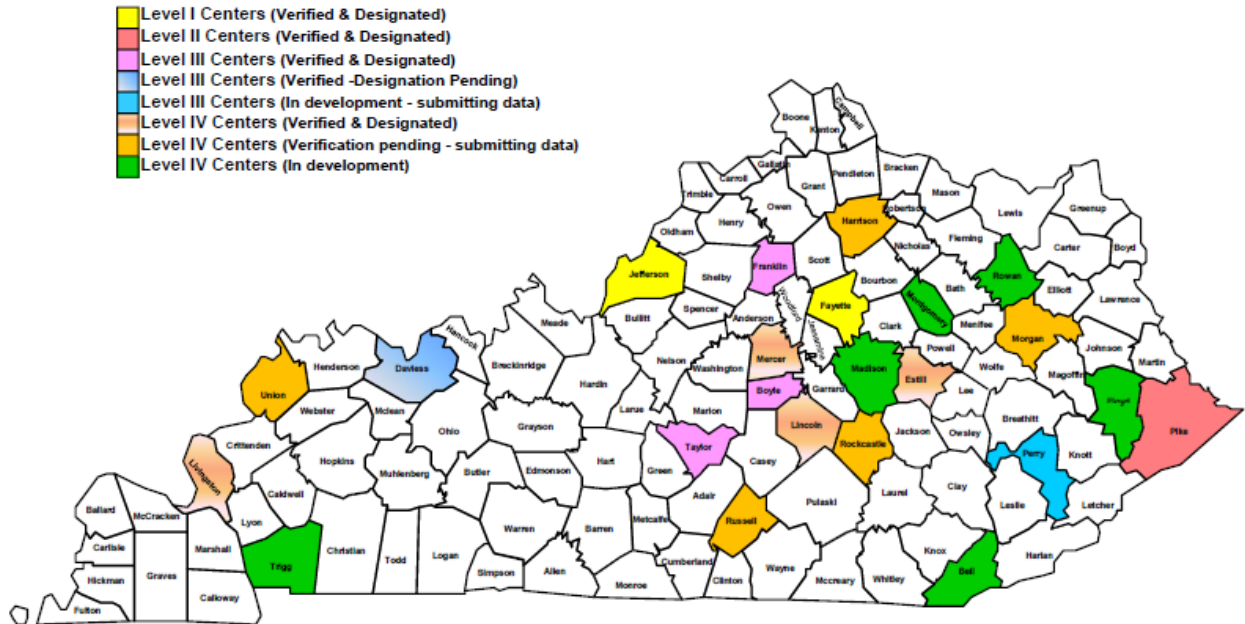 Level I Centers (Verified & Designated)
Level II Centers (Verified & Designated)
Level III Centers (Verified & Designated)
Level III Centers (Verified -Designation Pending)
Level III Centers (In development - submitting data)
Level IV Centers (Verified & Designated)
Level IV Centers (Verification pending - submitting data)
Level IV Centers (In development)
Boone
Kenton
Campbell
Gallatin
Carroll
Trimble
Grant
Pendleton
Bracken
Mason
Robertson
Lewis
Greenup
Owen
Henry
Oldham
Harrison
Nicholas
Fleming
Carter
Boyd
Jefferson
Shelby
Franklin
Scott
Bourbon
Bath
Rowan
Elliott
Lawrence
Spencer
Bullitt
Anderson
Woodford
Fayette
Jessamine
Clark
Montgomery
Menifee
Morgan
Johnson
Martin
Meade
Hancock
Breckinridge
Nelson
Washington
Mercer
Garrard
Madison
Powell
Estill
Lee
Wolfe
Magoffin
Pike
Henderson
Daviess
Union
Webster
Mclean
Ohio
Hardin
Larue
Marion
Boyle
Lincoln
Rockcastle
Jackson
Owsley
Breathitt
Perry
Knott
Crittenden
Livingston
Hopkins
Muhlenberg
Grayson
Butler
Edmonson
Hart
Green
Taylor
Casey
Adair
Pulaski
Laurel
Clay
Leslie
Letcher
Caldwell
Lyon
Ballard
McCracken
Carlisle
Marshall
Hickman
Graves
Fulton
Calloway
Trigg
Christian
Todd
Logan
Warren
Simpson
Allen
Barren
Metcalfe
Monroe
Cumberland
Russell
Clinton
Wayne
Mccreary
Whitley
Knox
Bell
Harlan